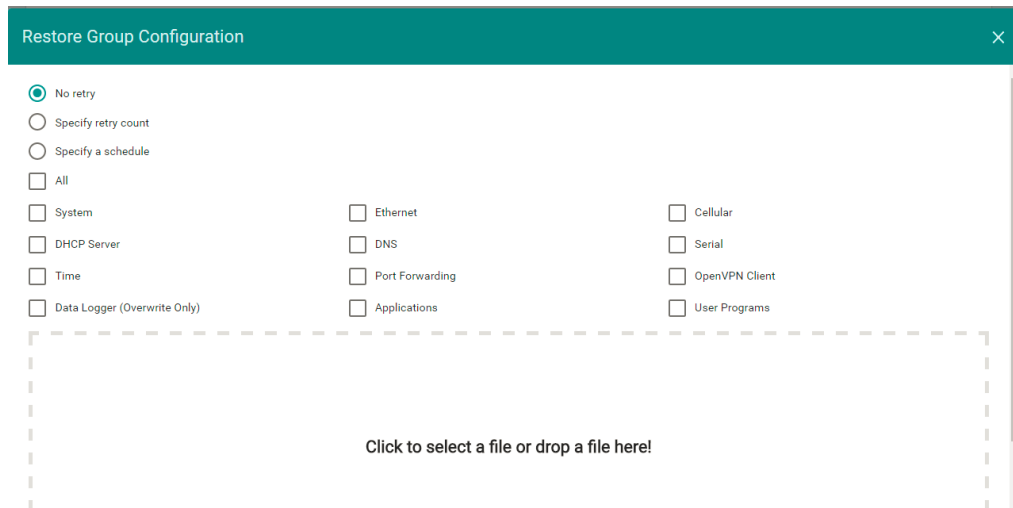 Restore Group Configuration
No retry
Specify retry count
Specify a schedule
All
System Ethernet Cellular
DHCP Server DNS Serial
Time Port Forwarding OpenVPN Client
Data Logger (Overwrite Only) Applications User Programs
Click to select a file or drop a file here!